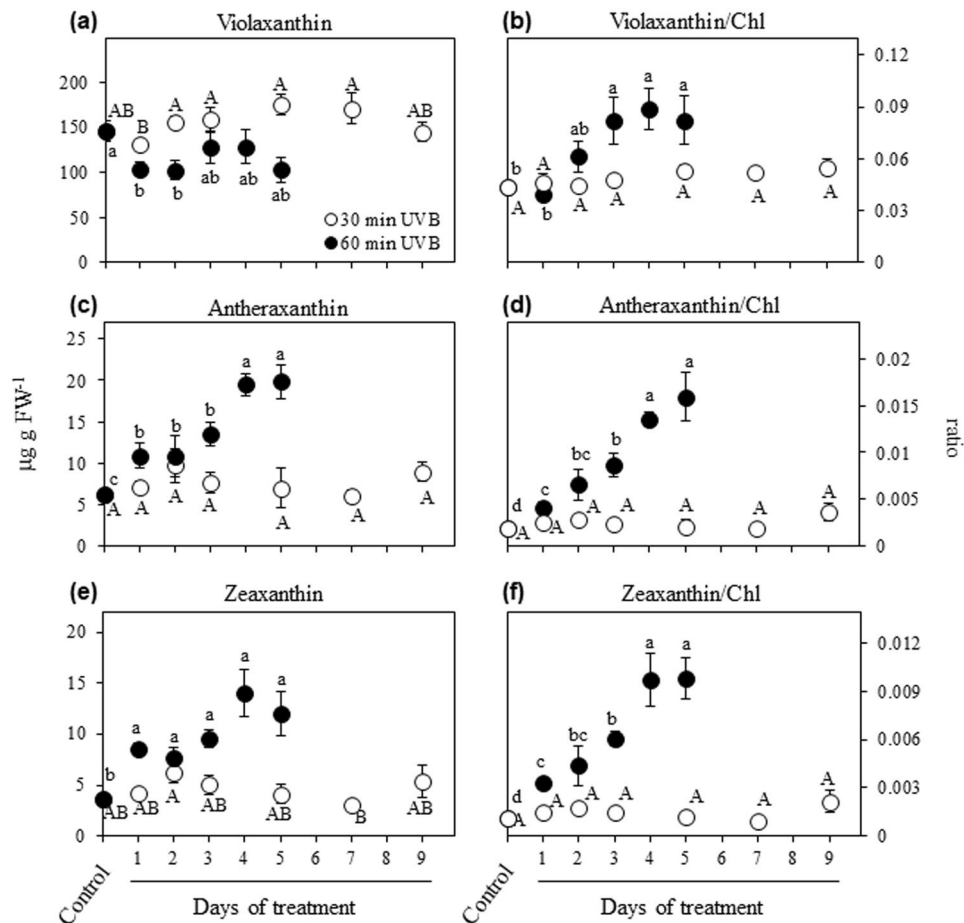 (a) Violaxanthin
200
150
100
50
0
AB
a
B
A
A
A
A
AB
b
b
ab
ab
ab
30 min UVB
60 min UVB
(b) Violaxanthin/Chl
0.12
0.09
0.06
0.03
0
b
A
A
b
ab
A
a
A
a
a
A
A
A
(c) Antheraxanthin
25
20
15
10
5
0
c
A
b
A
b
A
b
A
a
a
A
A
A
(d) Antheraxanthin/Chl
0.02
0.015
0.005
0
d
A
c
A
bc
A
b
A
a
a
A
A
A
µg g FW-1
ratio
(e) Zeaxanthin
20
15
10
5
0
b
AB
a
AB
a
A
a
AB
a
a
AB
B
AB
(f) Zeaxanthin/Chl
0.012
0.009
0.006
0.003
0
d
A
c
A
bc
A
b
A
a
a
A
A
A
Control 1 2 3 4 5 6 7 8 9
Days of treatment
Control 1 2 3 4 5 6 7 8 9
Days of treatment